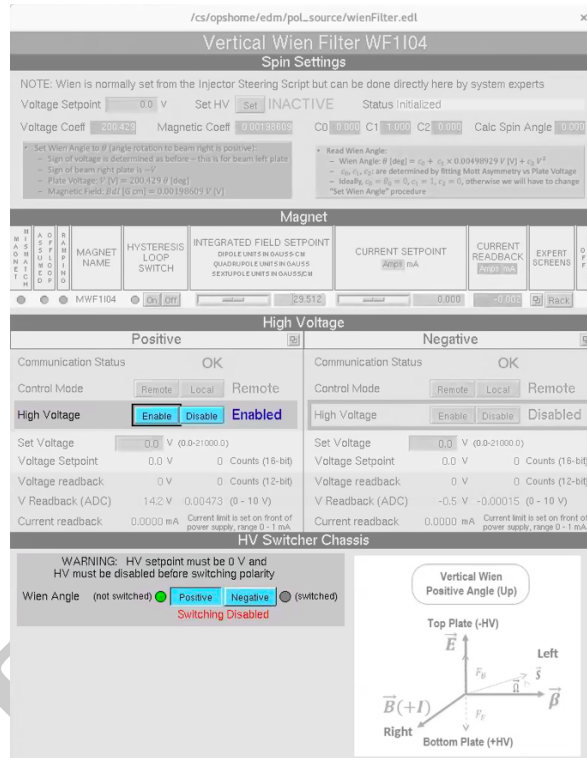 /cs/opshome/edm/pol_source/wienFilter.edl ×
Vertical Wien Filter WF1I04
Spin Settings
NOTE: Wien is normally set from the Injector Steering Script but can be done directly here by system experts
Voltage Setpoint 0.0 V Set HV Set INACTIVE Status Initialized
Voltage Coeff 200.429 Magnetic Coeff 0.00198609 C0 0.000 C1 1.000 C2 0.000 Calc Spin Angle 0.000
• Set Wien Angle to θ (angle rotation to beam right is positive):
– Sign of voltage is determined as before – this is for beam left plate
– Sign of beam right plate is –V
– Plate Voltage: V [V] = 200.429 θ [deg]
– Magnetic Field: Bdl [G cm] = 0.00198609 V [V]
• Read Wien Angle:
– Wien Angle: θ [deg] = c₀ + c₁ × 0.00498929 V [V] + c₂ V²
– c₀, c₁, c₂, are determined by fitting Mott Asymmetry vs Plate Voltage
– Ideally, c₀ = θ₀ = 0, c₁ = 1, c₂ = 0, otherwise we will have to change
"Set Wien Angle" procedure
Magnet
MAGNET
MISMATCH
ASSUMED
OFFLOOP
RAMPING
MAGNET NAME
HYSTERESIS LOOP SWITCH
INTEGRATED FIELD SETPOINT
DIPOLE UNITS IN GAUSS-CM
QUADRUPOLE UNITS IN GAUSS
SEXTUPOLE UNITS IN GAUSS/CM
CURRENT SETPOINT
Amps mA
CURRENT READBACK
Amps mA
EXPERT SCREENS
OFF
MWF1I04 On Off 29.512 0.000 -0.002 Rack
High Voltage
Positive
Communication Status OK
Control Mode Remote Local Remote
High Voltage Enable Disable Enabled
Set Voltage 0.0 V (0.0-21000.0)
Voltage Setpoint 0.0 V 0 Counts (16-bit)
Voltage readback 0 V 0 Counts (12-bit)
V Readback (ADC) 14.2 V 0.00473 (0 - 10 V)
Current readback 0.0000 mA Current limit is set on front of
power supply, range 0 - 1 mA
Negative
Communication Status OK
Control Mode Remote Local Remote
High Voltage Enable Disable Disabled
Set Voltage 0.0 V (0.0-21000.0)
Voltage Setpoint 0.0 V 0 Counts (16-bit)
Voltage readback 0 V 0 Counts (12-bit)
V Readback (ADC) -0.5 V -0.00015 (0 - 10 V)
Current readback 0.0000 mA Current limit is set on front of
power supply, range 0 - 1 mA
HV Switcher Chassis
WARNING: HV setpoint must be 0 V and
HV must be disabled before switching polarity
Wien Angle (not switched) Positive Negative (switched)
Switching Disabled
Vertical Wien
Positive Angle (Up)
Top Plate (-HV)
E
Left
F_B
S
Ω
β
B(+I)
F_E
Right
Bottom Plate (+HV)